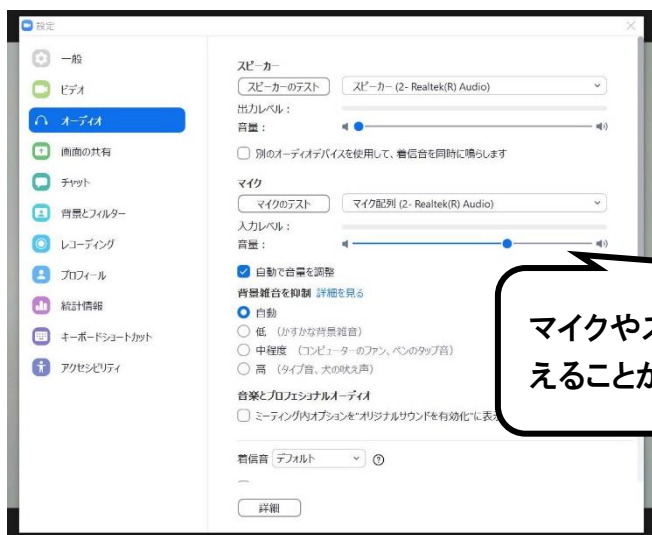 設定
一般
ビデオ
オーディオ
画面の共有
チャット
背景とフィルター
レコーディング
プロフィール
統計情報
キーボードショートカット
アクセシビリティ
スピーカー
スピーカーのテスト スピーカー (2- Realtek(R) Audio)
出力レベル：
音量：
別のオーディオデバイスを使用して、着信音を同時に鳴らします
マイク
マイクのテスト マイク配列 (2- Realtek(R) Audio)
入力レベル：
音量：
自動で音量を調整
背景雑音を抑制 詳細を見る
自動
低 （かすかな背景雑音）
中程度 （コンピューターのファン、ペンのタップ音）
高 （タイプ音、犬の吠え声）
音楽とプロフェショナルオーディオ
ミーティング内オプションを"オリジナルサウンドを有効化"に表
着信音 デフォルト
詳細
マイクやス
えることか